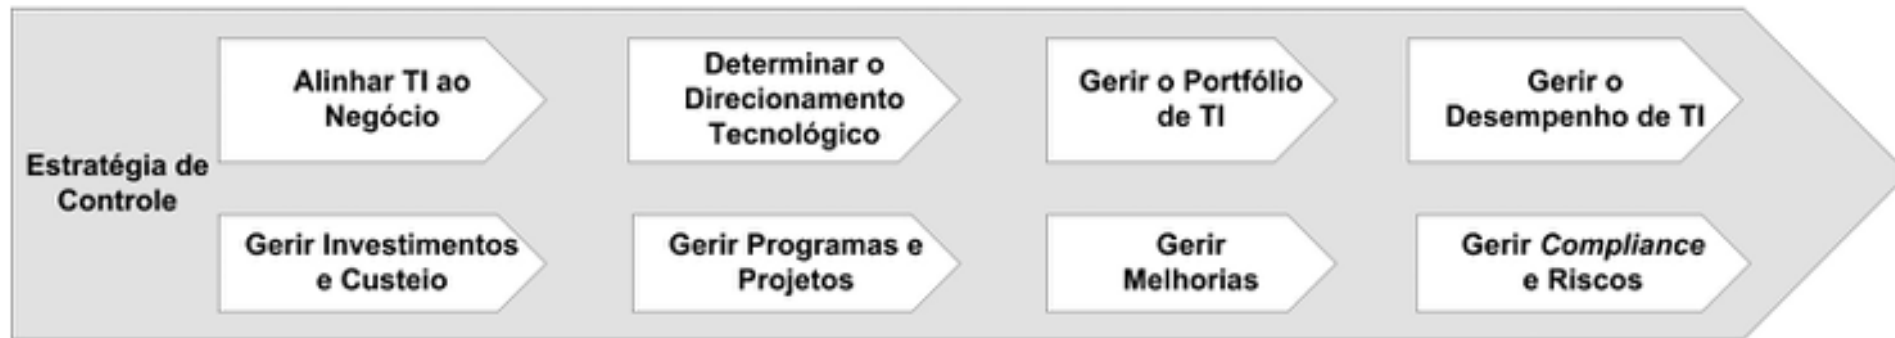 Estratégia de
Controle
Alinhar TI ao
Negócio
Determinar o
Direcionamento
Tecnológico
Gerir o Portfólio
de TI
Gerir o
Desempenho de TI
Gerir Investimentos
e Custeio
Gerir Programas e
Projetos
Gerir
Melhorias
Gerir Compliance
e Riscos